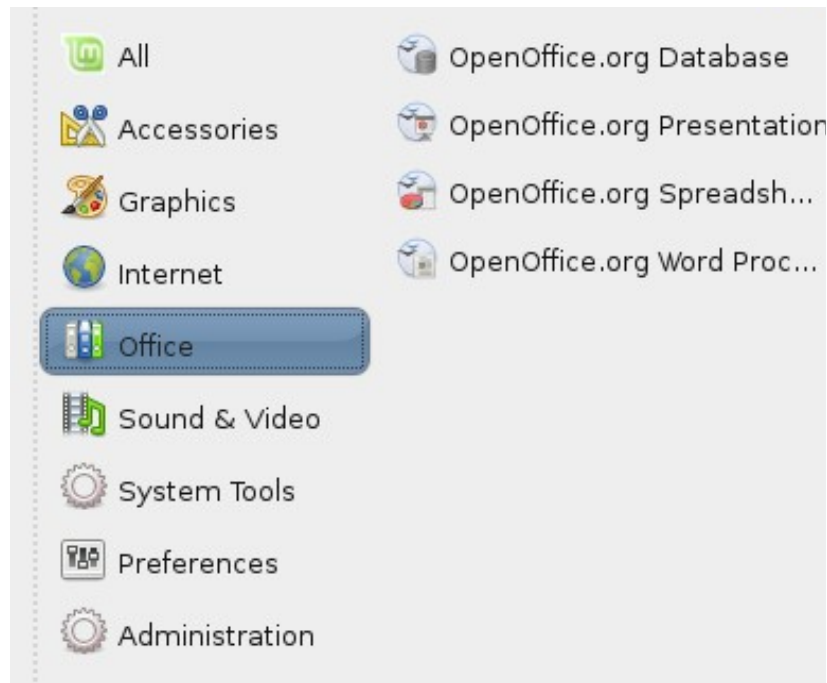 All
Accessories
Graphics
Internet
Office
Sound & Video
System Tools
Preferences
Administration
OpenOffice.org Database
OpenOffice.org Presentation
OpenOffice.org Spreadsh...
OpenOffice.org Word Proc...